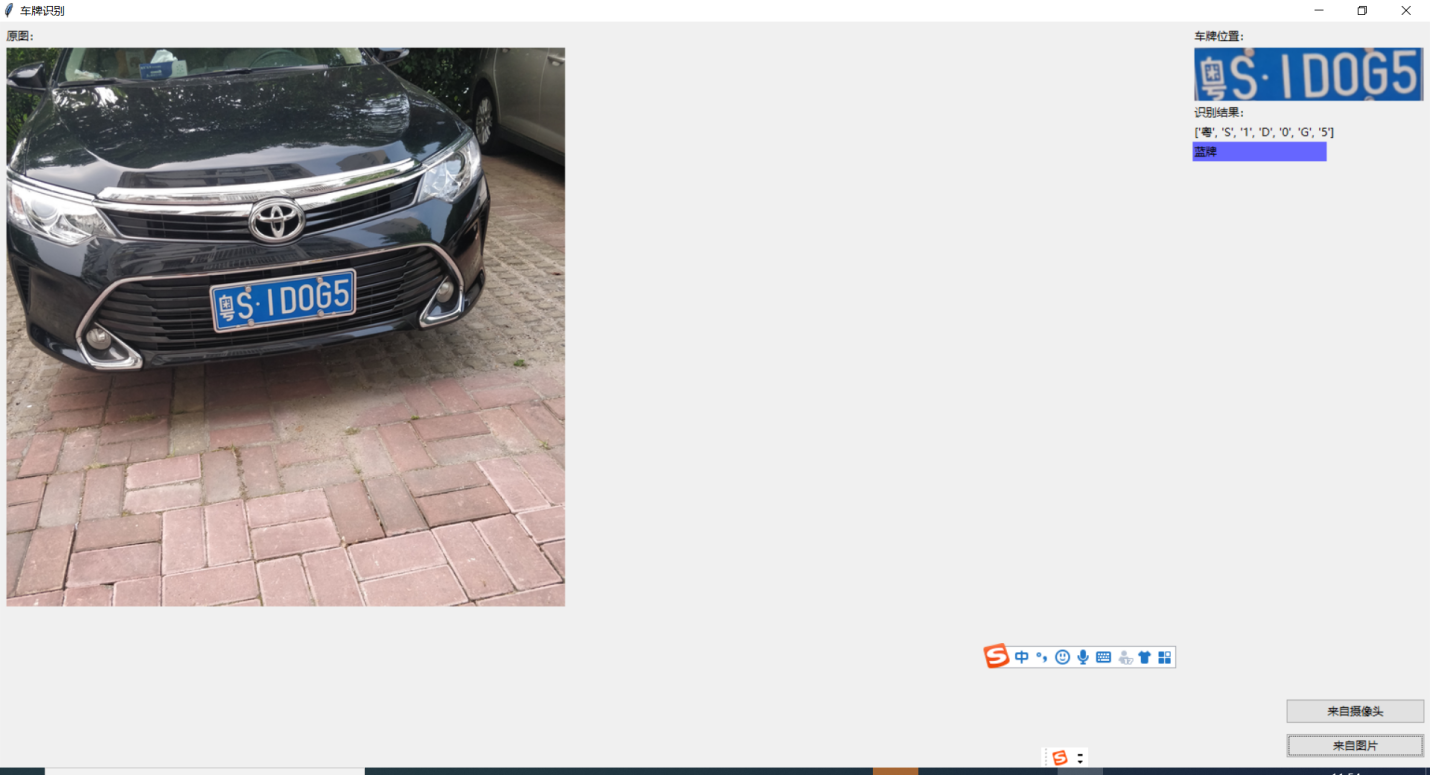 车牌识别
原图：
粤S·1D0G5
车牌位置：
粤S·1D0G5
识别结果：
['粤', 'S', '1', 'D', '0', 'G', '5']
蓝牌
中
来自摄像头
来自图片